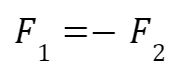 F₁ = − F₂